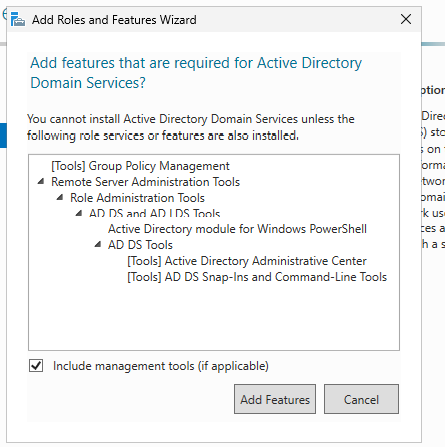 Add Roles and Features Wizard
Add features that are required for Active Directory
Domain Services?
You cannot install Active Directory Domain Services unless the
following role services or features are also installed.
[Tools] Group Policy Management
Remote Server Administration Tools
Role Administration Tools
AD DS and AD LDS Tools
Active Directory module for Windows PowerShell
AD DS Tools
[Tools] Active Directory Administrative Center
[Tools] AD DS Snap-Ins and Command-Line Tools
Include management tools (if applicable)
Add Features
Cancel